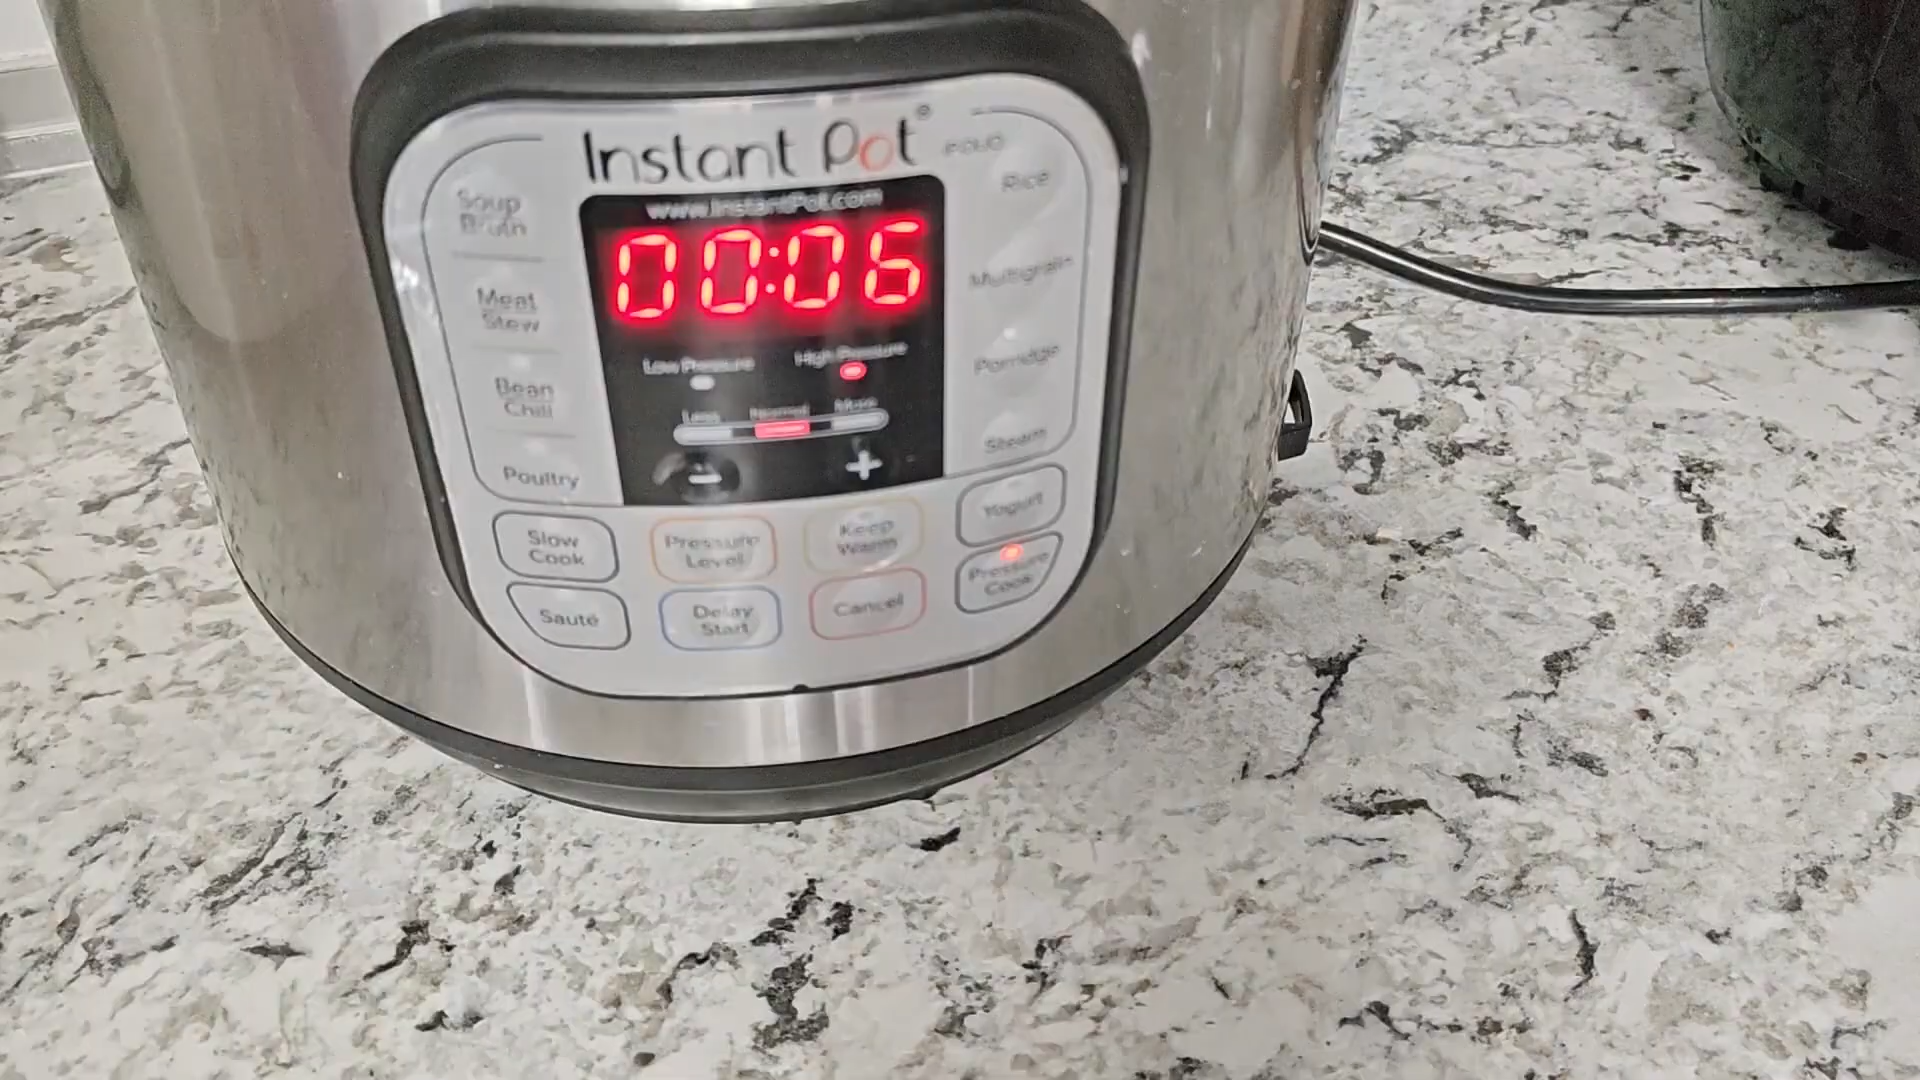 Instant Pot®
www.InstantPot.com
00:06
Low Pressure
High Pressure
Less
Normal
More
-
+
Soup
Broth
Meat
Stew
Bean
Chili
Poultry
Rice
Multigrain
Porridge
Steam
Slow
Cook
Pressure
Level
Keep
Warm
Yogurt
Sauté
Delay
Start
Cancel
Pressure
Cook